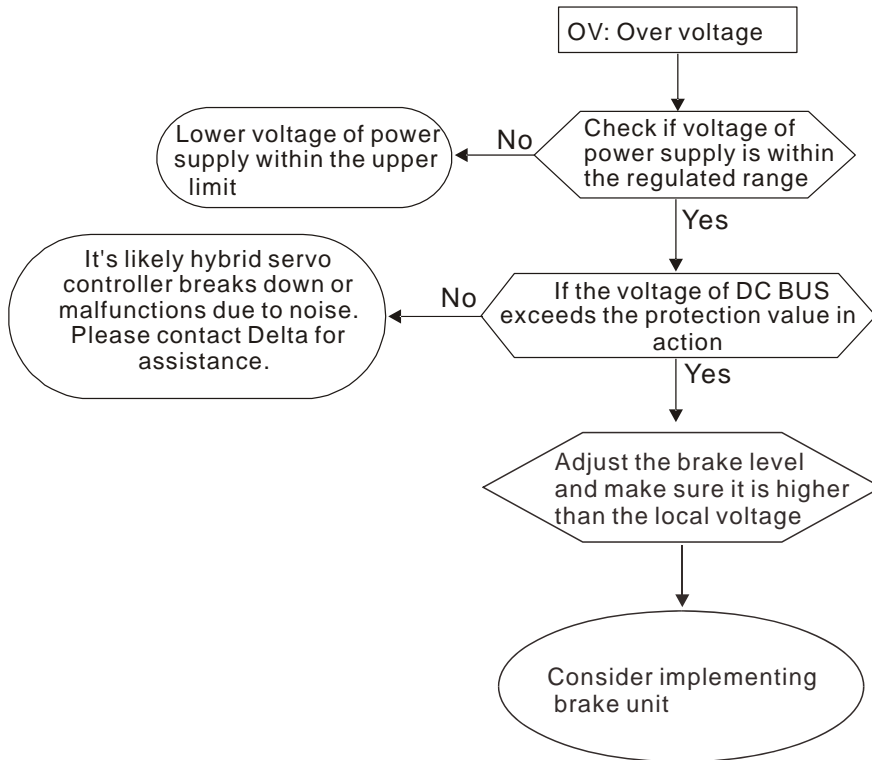 OV: Over voltage
Check if voltage of
power supply is within
the regulated range
No
Lower voltage of power
supply within the upper
limit
Yes
If the voltage of DC BUS
exceeds the protection value in
action
No
It's likely hybrid servo
controller breaks down or
malfunctions due to noise.
Please contact Delta for
assistance.
Yes
Adjust the brake level
and make sure it is higher
than the local voltage
Consider implementing
brake unit